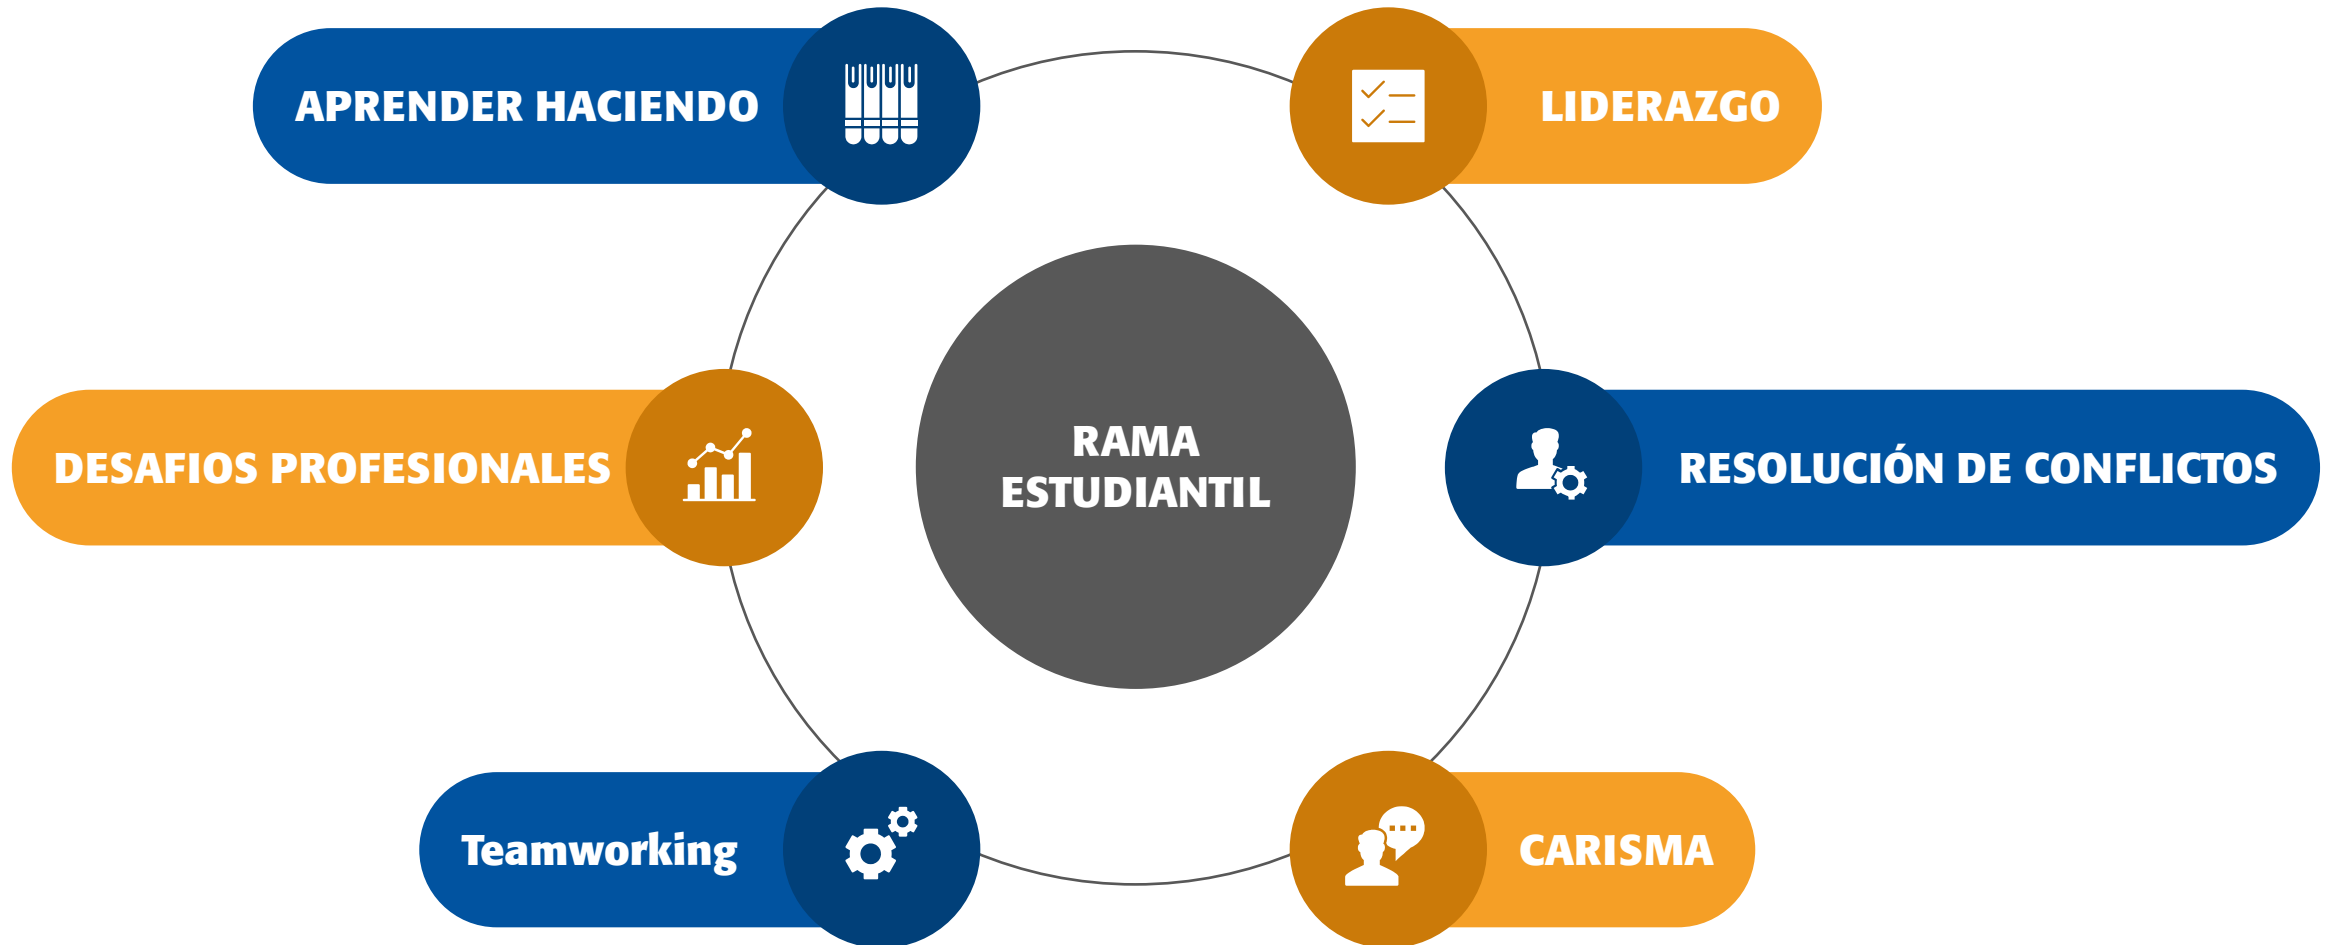 APRENDER HACIENDO
LIDERAZGO
DESAFIOS PROFESIONALES
RAMA
ESTUDIANTIL
RESOLUCIÓN DE CONFLICTOS
Teamworking
CARISMA